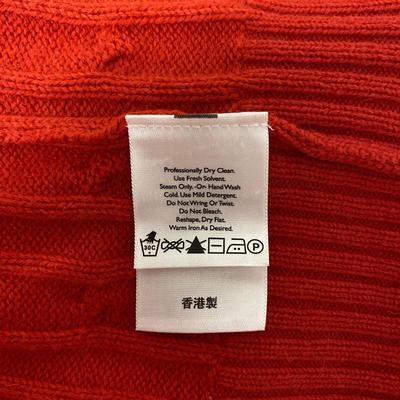 Professionally Dry Clean.
Use Fresh Solvent.
Steam Only. -Or- Hand Wash
Cold. Use Mild Detergent.
Do Not Wring Or Twist.
Do Not Bleach.
Reshape, Dry Flat.
Warm Iron As Desired.
30C P
香港製